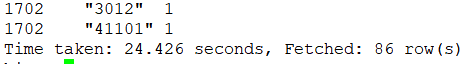 1702    "3012"  1
1702    "41101" 1
Time taken: 24.426 seconds, Fetched: 86 row(s)